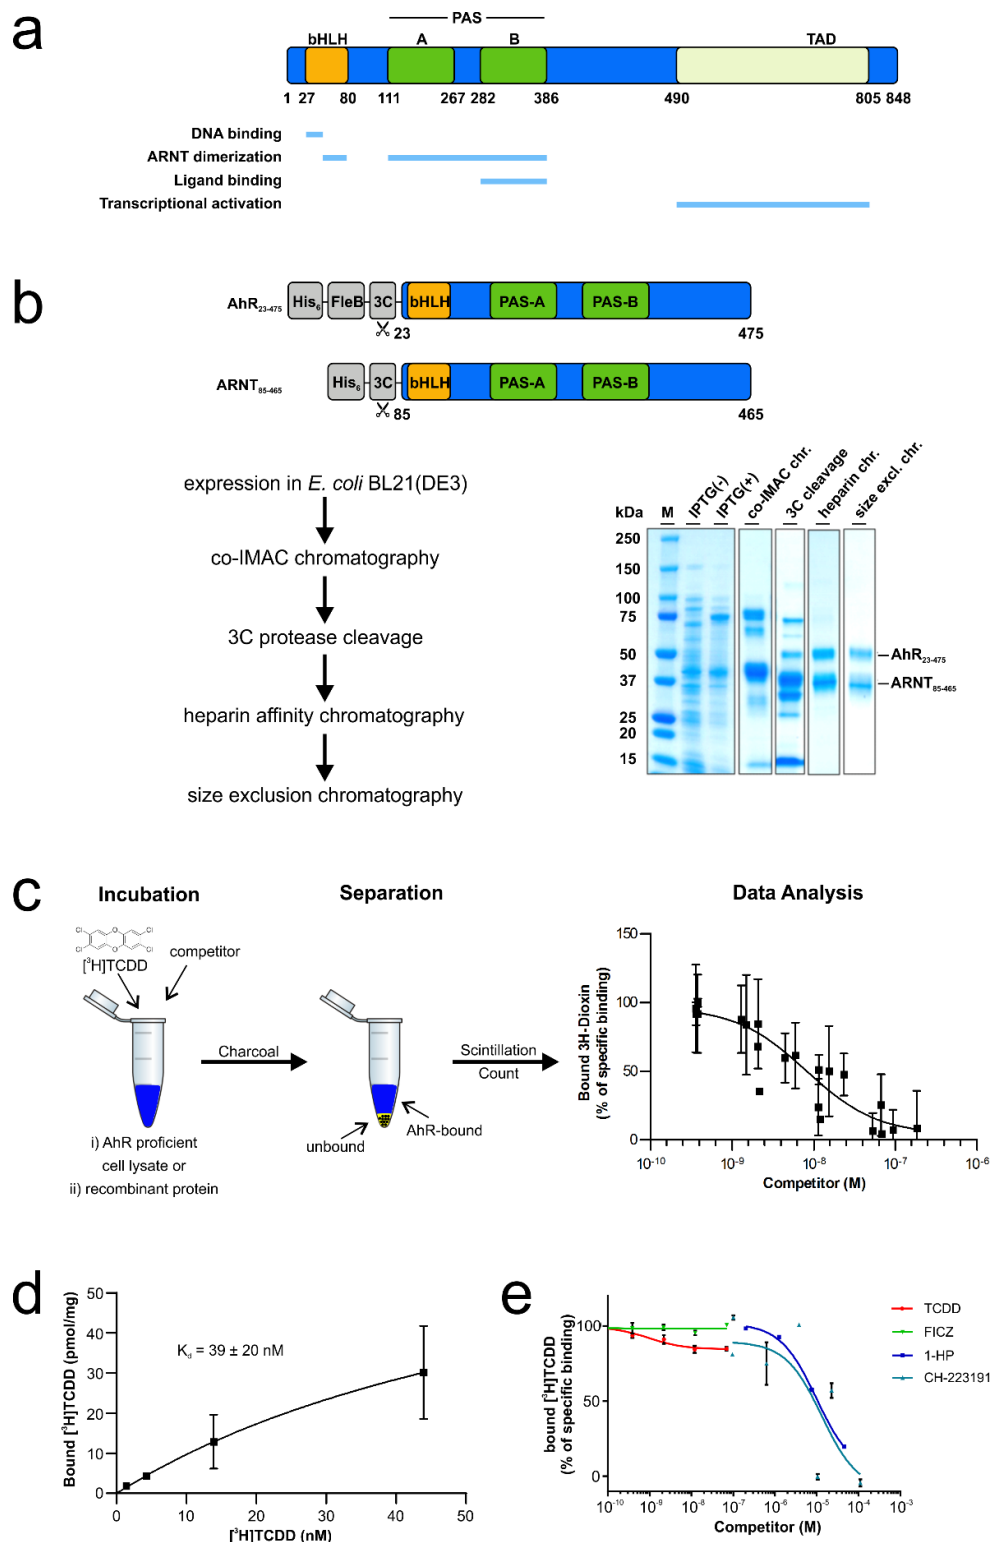 a
PAS
bHLH A B TAD
1 27 80 111 267 282 386 490 805 848
DNA binding
ARNT dimerization
Ligand binding
Transcriptional activation
b
AhR23-475 His6 FleB 3C bHLH PAS-A PAS-B
23 475
ARNT85-465 His6 3C bHLH PAS-A PAS-B
85 465
expression in E. coli BL21(DE3)
co-IMAC chromatography
3C protease cleavage
heparin affinity chromatography
size exclusion chromatography
kDa M IPTG(-) IPTG(+) co-IMAC chr. 3C cleavage heparin chr. size excl. chr.
250
150
100
75
50
37
25
20
15
AhR23-475
ARNT85-465
c
Incubation
Cl Cl O O Cl Cl
[³H]TCDD
competitor
i) AhR proficient
cell lysate or
ii) recombinant protein
Charcoal
Separation
unbound
AhR-bound
Scintillation
Count
Data Analysis
Bound 3H-Dioxin
(% of specific binding)
150
100
50
0
10-10 10-9 10-8 10-7 10-6
Competitor (M)
d
Bound [³H]TCDD (pmol/mg)
50
40
30
20
10
0
Kd = 39 ± 20 nM
0 10 20 30 40 50
[³H]TCDD (nM)
e
bound [³H]TCDD
(% of specific binding)
100
50
0
10-10 10-9 10-8 10-7 10-6 10-5 10-4 10-3
Competitor (M)
TCDD
FICZ
1-HP
CH-223191